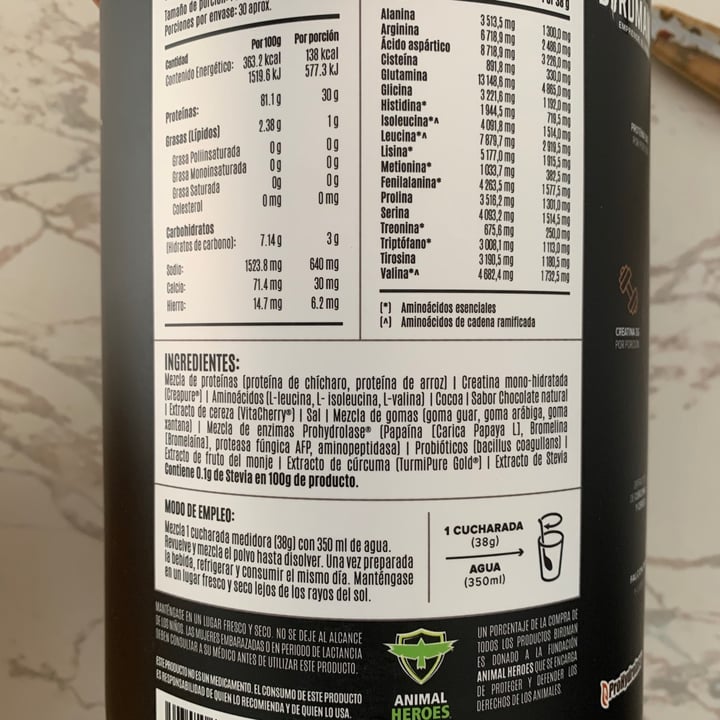 Tamaño de porción
Porciones por envase: 30 aprox.
Cantidad Por 100g Por porción
Contenido Energético: 363.2 kcal 138 kcal
1519.6 kJ 577.3 kJ
Proteínas: 81.1 g 30 g
Grasas (Lípidos) 2.38 g 1 g
Grasa Poliinsaturada 0 g 0 g
Grasa Monoinsaturada 0 g 0 g
Grasa Saturada 0g 0 g
Colesterol 0 mg 0 mg
Carbohidratos
(Hidratos de carbono): 7.14 g 3 g
Sodio: 1523.8 mg 640 mg
Calcio: 71.4 mg 30 mg
Hierro: 14.7 mg 6.2 mg
Por 38 g
Alanina 3 513,5 mg 1 300,0 mg
Arginina 6 718,9 mg 2 486,0 mg
Ácido aspártico 8 718,9 mg 3 226,0 mg
Cisteína 891,8 mg 330,0 mg
Glutamina 13 148,6 mg 4 865,0 mg
Glicina 3 221,6 mg 1 192,0 mg
Histidina* 1 944,5 mg 719,5 mg
Isoleucina*^ 4 091,8 mg 1 514,0 mg
Leucina*^ 7 879,7 mg 2 915,5 mg
Lisina* 5 177,0 mg 1 915,5 mg
Metionina* 1 033,7 mg 382,5 mg
Fenilalanina* 4 263,5 mg 1 577,5 mg
Prolina 3 516,2 mg 1 301,0 mg
Serina 4 093,2 mg 1 514,5 mg
Treonina* 675,6 mg 250,0 mg
Triptófano* 3 008,1 mg 1 113,0 mg
Tirosina 3 190,5 mg 1 180,5 mg
Valina*^ 4 682,4 mg 1 732,5 mg
(*) Aminoácidos esenciales
(^) Aminoácidos de cadena ramificada
INGREDIENTES:
Mezcla de proteínas (proteína de chícharo, proteína de arroz) | Creatina mono-hidratada
(Creapure®) | Aminoácidos (L-leucina, L- isoleucina, L-valina) | Cocoa | Sabor Chocolate natural
| Extracto de cereza (VitaCherry®) | Sal | Mezcla de gomas (goma guar, goma arábiga, goma
xantana) | Mezcla de enzimas Prohydrolase® (Papaína (Carica Papaya L), Bromelina
(Bromelaína), proteasa fúngica AFP, aminopeptidasa) | Probióticos (bacillus coagullans) |
Extracto de fruto del monje | Extracto de cúrcuma (TurmiPure Gold®) | Extracto de Stevia
Contiene 0.1g de Stevia en 100g de producto.
MODO DE EMPLEO:
Mezcla 1 cucharada medidora (38g) con 350 ml de agua.
Revuelve y mezcla el polvo hasta disolver. Una vez preparada
la bebida, refrigerar y consumir el mismo día. Manténgase
en un lugar fresco y seco lejos de los rayos del sol.
1 CUCHARADA
(38g)
AGUA
(350ml)
MANTÉNGASE EN UN LUGAR FRESCO Y SECO. NO SE DEJE AL ALCANCE
DE LOS NIÑOS. LAS MUJERES EMBARAZADAS O EN PERIODO DE LACTANCIA
DEBEN CONSULTAR A SU MÉDICO ANTES DE UTILIZAR ESTE PRODUCTO.
ESTE PRODUCTO NO ES UN MEDICAMENTO. EL CONSUMO DE ESTE PRODUCTO
ES RESPONSABILIDAD DE QUIEN LO RECOMIENDA Y DE QUIEN LO USA.
ANIMAL
HEROES
UN PORCENTAJE DE LA COMPRA DE
TODOS LOS PRODUCTOS BIRDMAN
ES DONADO A LA FUNDACIÓN
ANIMAL HEROES QUE SE ENCARGA
DE PROTEGER Y DEFENDER LOS
DERECHOS DE LOS ANIMALES.
CREATINA 3G
POR PORCIÓN